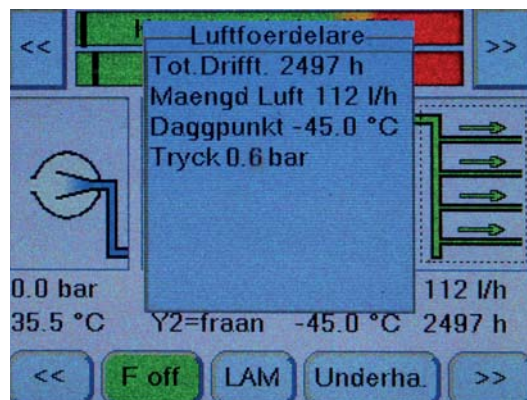 << >>
Luftfoerdelare
Tot.Drifft. 2497 h
Maengd Luft 112 l/h
Daggpunkt -45.0 °C
Tryck 0.6 bar
0.0 bar 112 l/h
35.5 °C Y2=fraan -45.0 °C 2497 h
<< F off LAM Underha. >>